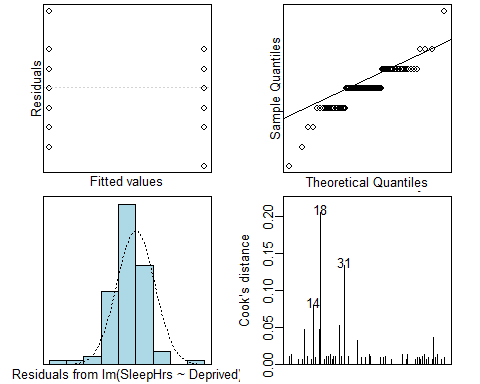 Residuals
Fitted values
Sample Quantiles
Theoretical Quantiles
Residuals from lm(SleepHrs ~ Deprived)
Cook's distance
0.00 0.05 0.10 0.15 0.20
18
31
14